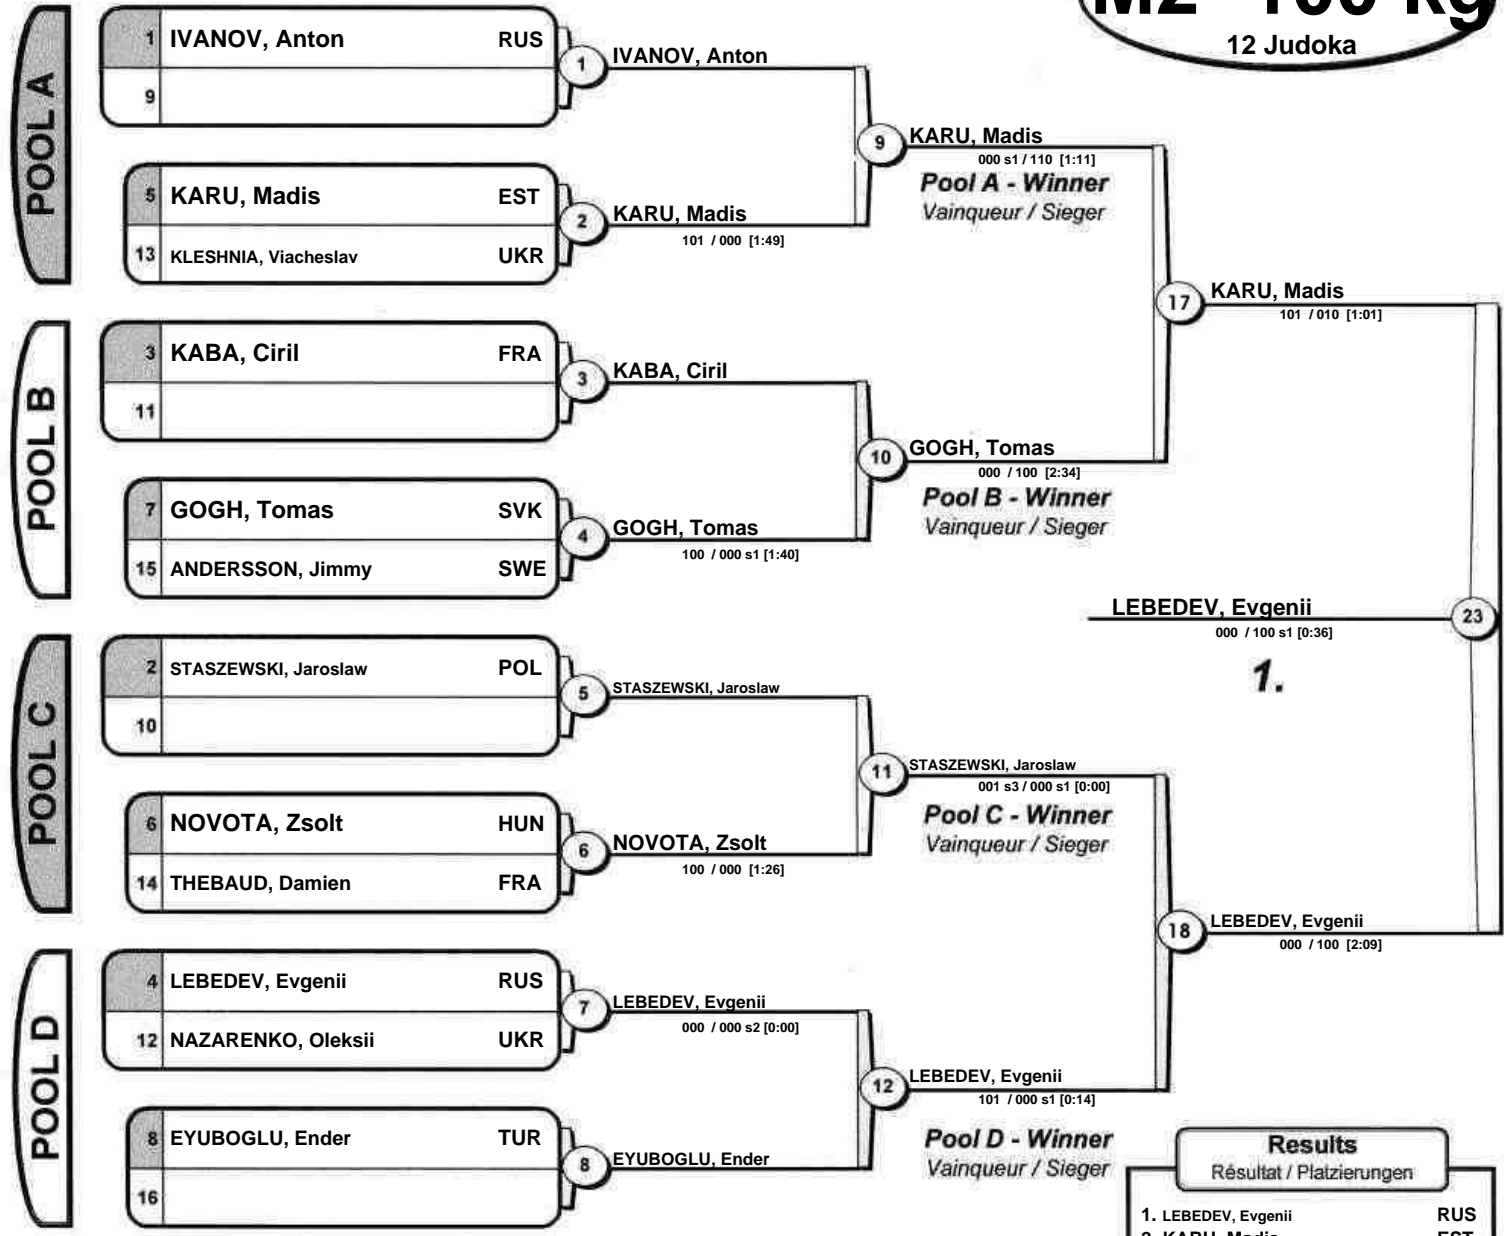 M2 -100 kg
12 Judoka
POOL A
1 IVANOV, Anton RUS
9
5 KARU, Madis EST
13 KLESHNIA, Viacheslav UKR
1 IVANOV, Anton
2 KARU, Madis
101 / 000 [1:49]
9 KARU, Madis
000 s1 / 110 [1:11]
Pool A - Winner
Vainqueur / Sieger
POOL B
3 KABA, Ciril FRA
11
7 GOGH, Tomas SVK
15 ANDERSSON, Jimmy SWE
3 KABA, Ciril
4 GOGH, Tomas
100 / 000 s1 [1:40]
10 GOGH, Tomas
000 / 100 [2:34]
Pool B - Winner
Vainqueur / Sieger
17 KARU, Madis
101 / 010 [1:01]
POOL C
2 STASZEWSKI, Jaroslaw POL
10
6 NOVOTA, Zsolt HUN
14 THEBAUD, Damien FRA
5 STASZEWSKI, Jaroslaw
6 NOVOTA, Zsolt
100 / 000 [1:26]
11 STASZEWSKI, Jaroslaw
001 s3 / 000 s1 [0:00]
Pool C - Winner
Vainqueur / Sieger
POOL D
4 LEBEDEV, Evgenii RUS
12 NAZARENKO, Oleksii UKR
8 EYUBOGLU, Ender TUR
16
7 LEBEDEV, Evgenii
000 / 000 s2 [0:00]
8 EYUBOGLU, Ender
12 LEBEDEV, Evgenii
101 / 000 s1 [0:14]
Pool D - Winner
Vainqueur / Sieger
18 LEBEDEV, Evgenii
000 / 100 [2:09]
LEBEDEV, Evgenii 23
000 / 100 s1 [0:36]
1.
Results
Résultat / Platzierungen
1. LEBEDEV, Evgenii RUS
2. KARU, Madis EST